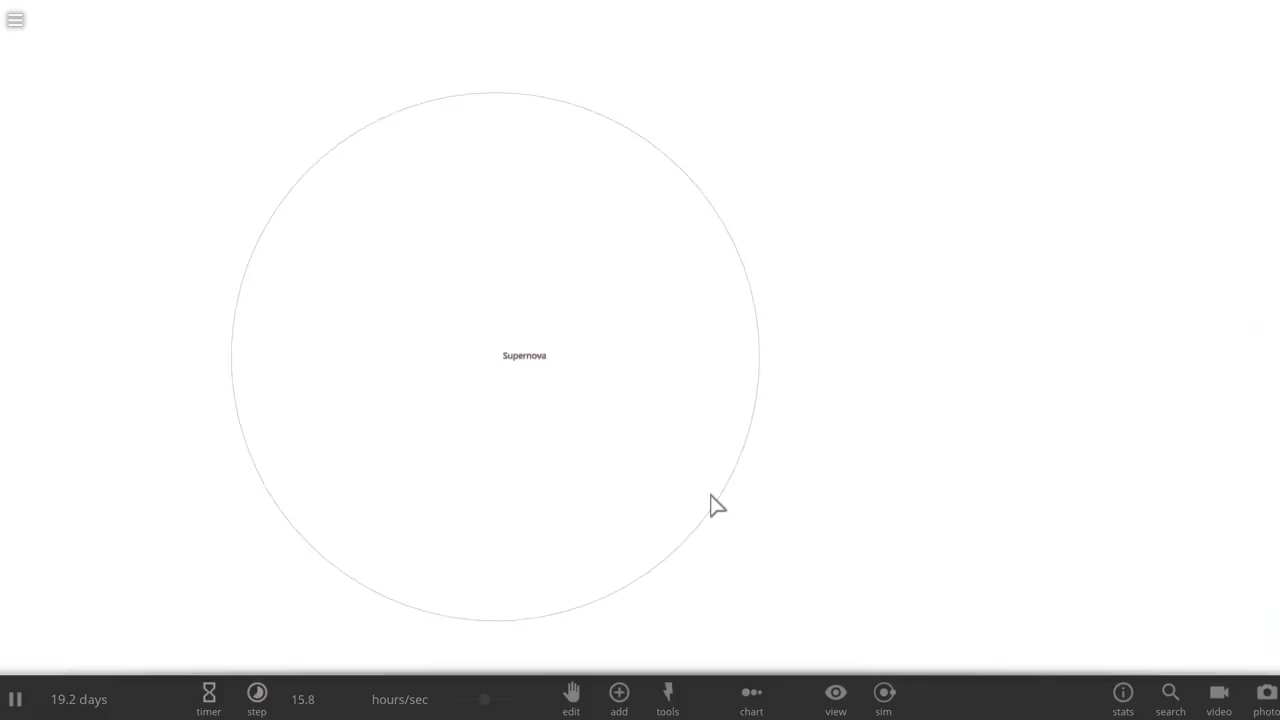 Supernova
19.2 days
timer
step
15.8
hours/sec
edit
add
tools
chart
view
sim
stats
search
video
photo